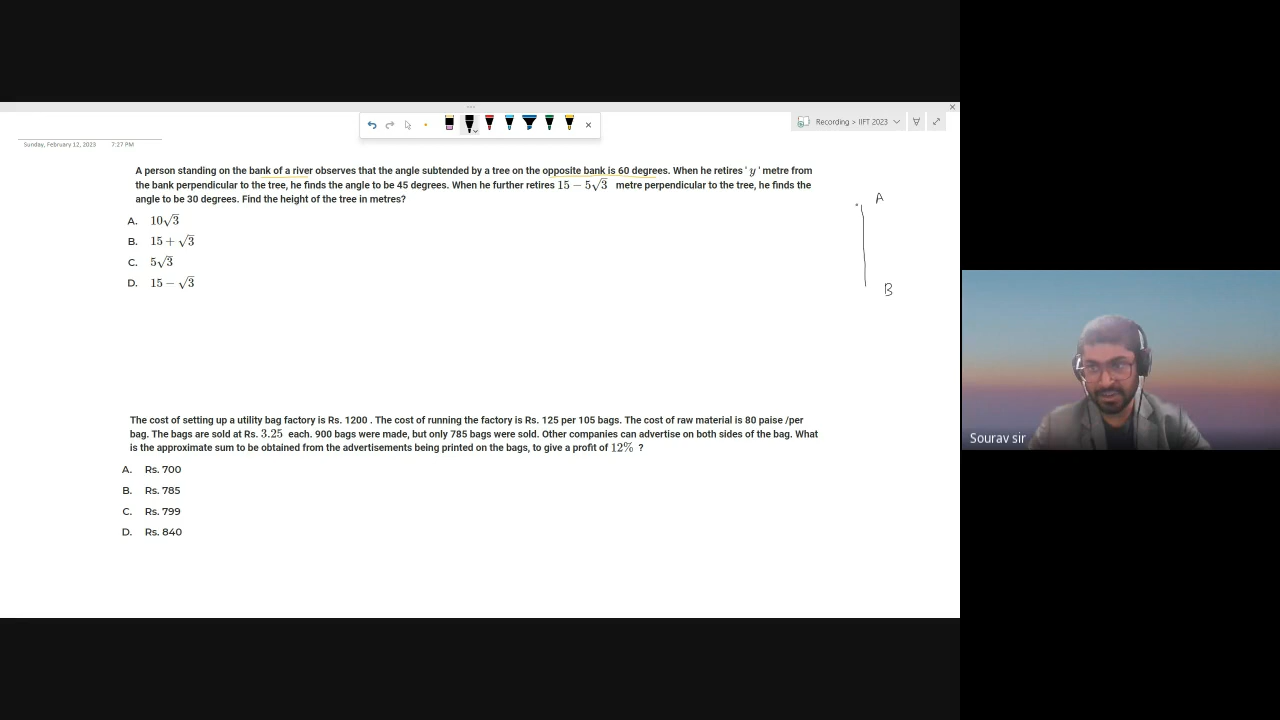 Recording > IIFT 2023
Sunday, February 12, 2023 7:27 PM
A person standing on the bank of a river observes that the angle subtended by a tree on the opposite bank is 60 degrees. When he retires ' y ' metre from
the bank perpendicular to the tree, he finds the angle to be 45 degrees. When he further retires 15 − 5√3 metre perpendicular to the tree, he finds the
angle to be 30 degrees. Find the height of the tree in metres?
A. 10√3
B. 15 + √3
C. 5√3
D. 15 − √3
A
B
The cost of setting up a utility bag factory is Rs. 1200 . The cost of running the factory is Rs. 125 per 105 bags. The cost of raw material is 80 paise /per
bag. The bags are sold at Rs. 3.25 each. 900 bags were made, but only 785 bags were sold. Other companies can advertise on both sides of the bag. What
is the approximate sum to be obtained from the advertisements being printed on the bags, to give a profit of 12% ?
A. Rs. 700
B. Rs. 785
C. Rs. 799
D. Rs. 840
Sourav sir